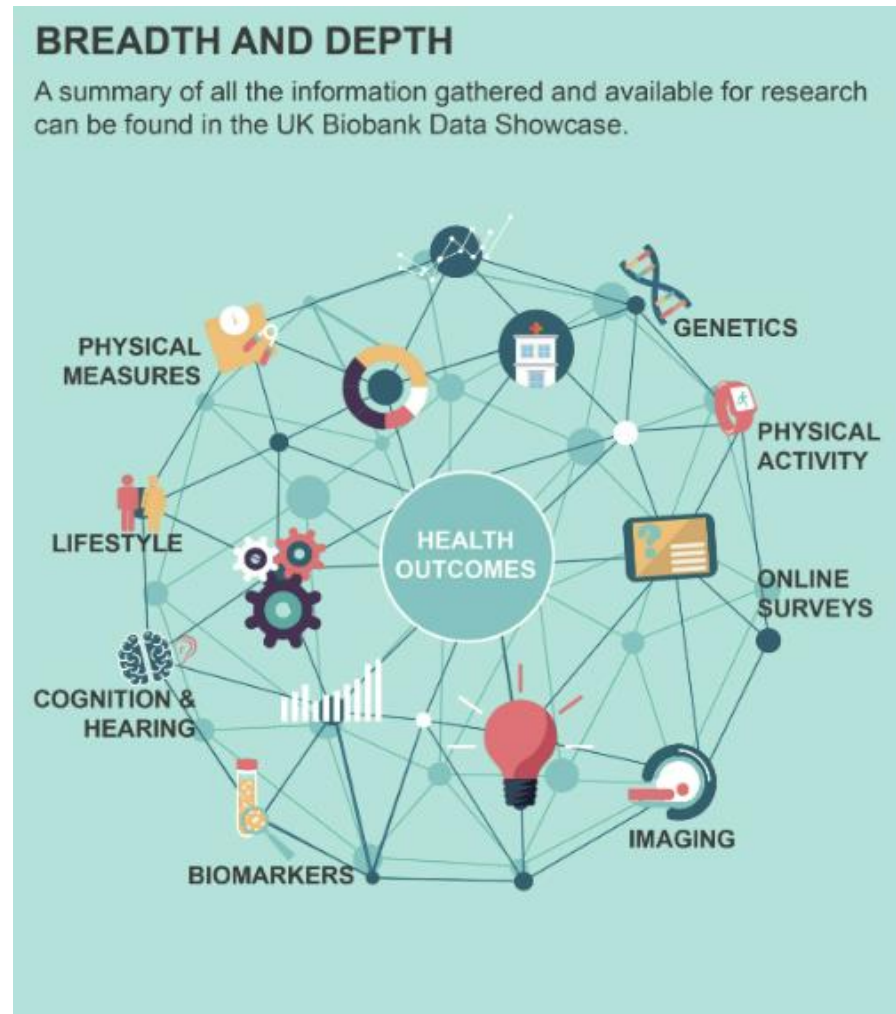 BREADTH AND DEPTH
A summary of all the information gathered and available for research
can be found in the UK Biobank Data Showcase.
GENETICS
PHYSICAL
MEASURES
PHYSICAL
ACTIVITY
LIFESTYLE
HEALTH
OUTCOMES
ONLINE
SURVEYS
COGNITION &
HEARING
IMAGING
BIOMARKERS
?